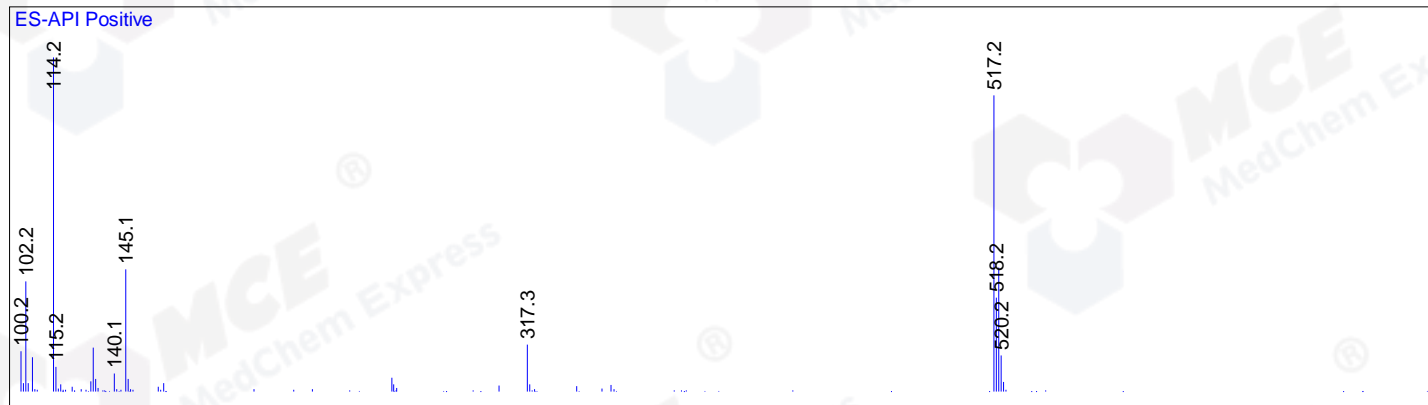 ES-API Positive
114.2
517.2
102.2
145.1
518.2
100.2
317.3
520.2
115.2
140.1
MCE
MedChem Express
®
MCE
MedChem Ex
®
®
MCE
MedChem Express